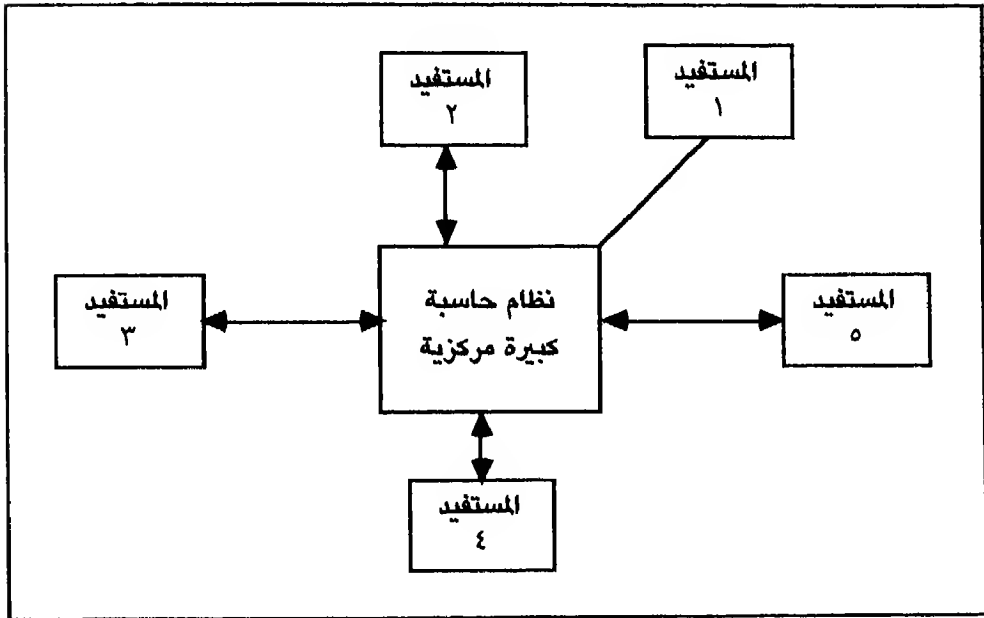 المستفيد
١
المستفيد
٢
المستفيد
٣
المستفيد
٤
المستفيد
٥
نظام حاسبة
كبيرة مركزية